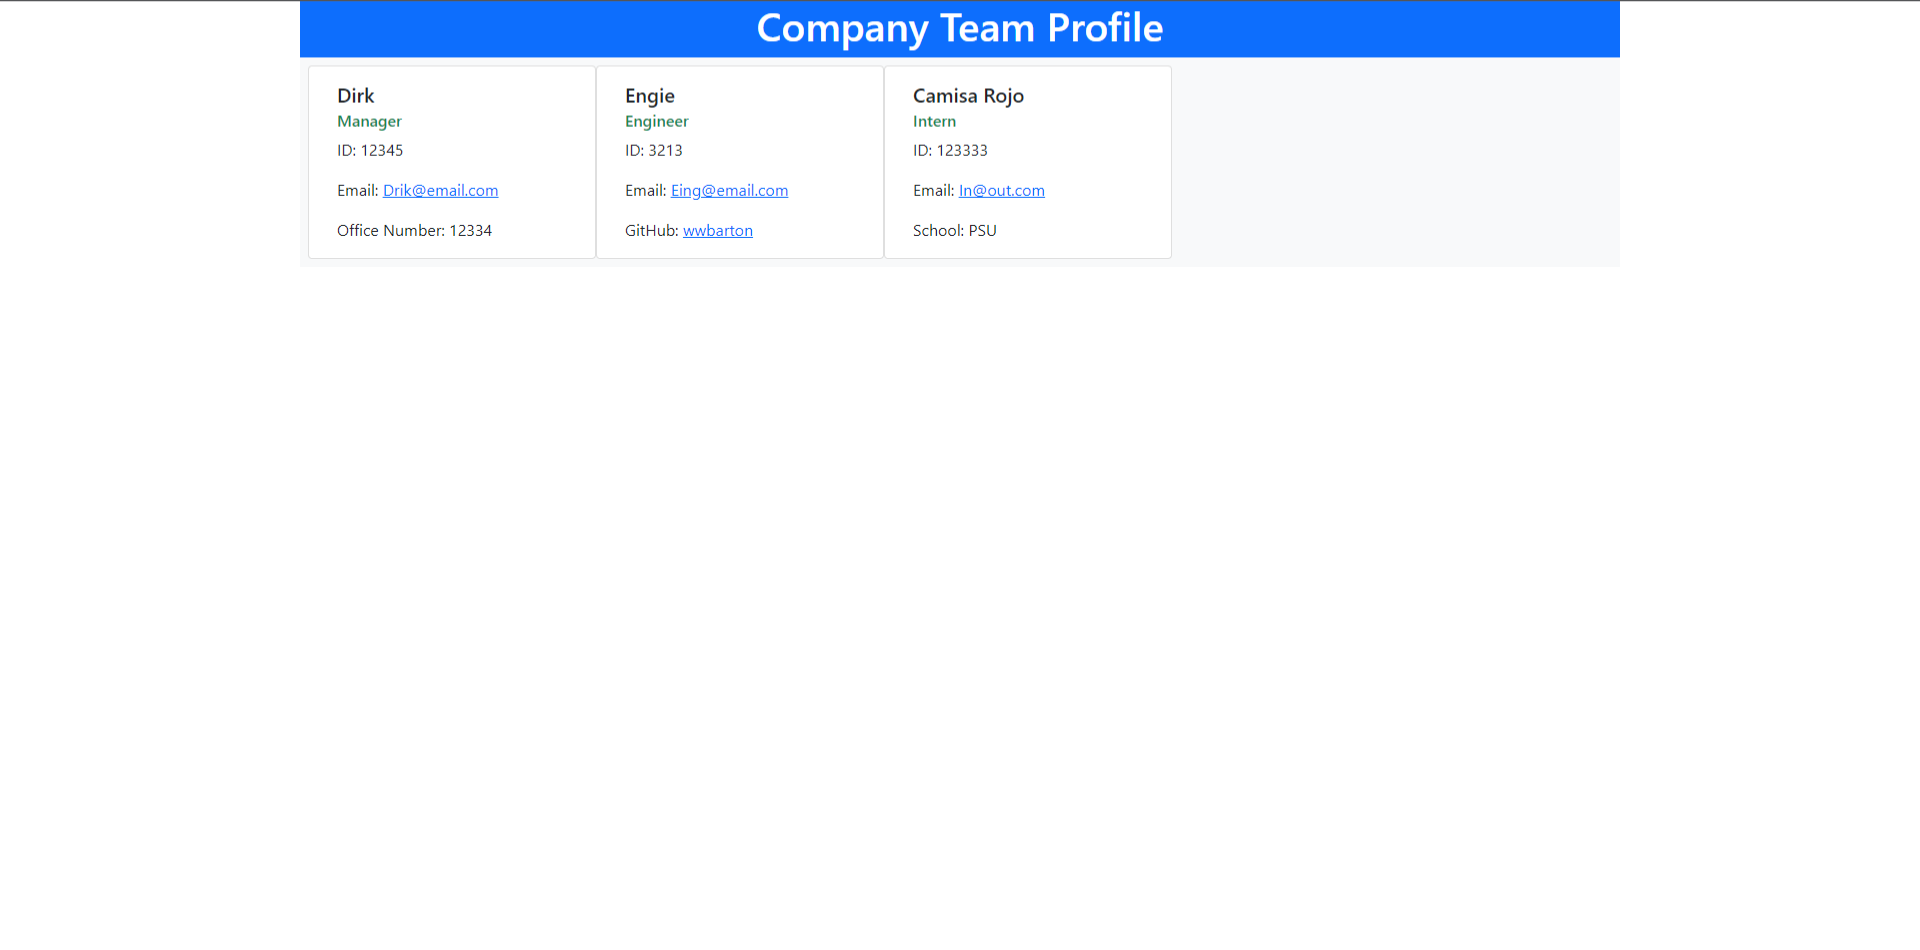 Company Team Profile
Dirk
Manager
ID: 12345
Email: Drik@email.com
Office Number: 12334
Engie
Engineer
ID: 3213
Email: Eing@email.com
GitHub: wwbarton
Camisa Rojo
Intern
ID: 123333
Email: In@out.com
School: PSU